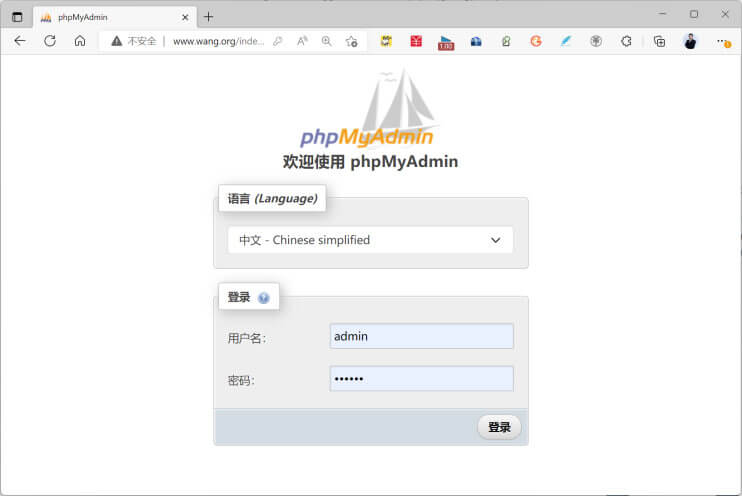 phpMyAdmin
不安全 | www.wang.org/inde...
1.00
phpMyAdmin
欢迎使用 phpMyAdmin
语言 (Language)
中文 - Chinese simplified
登录
用户名：
admin
密码：
••••••
登录